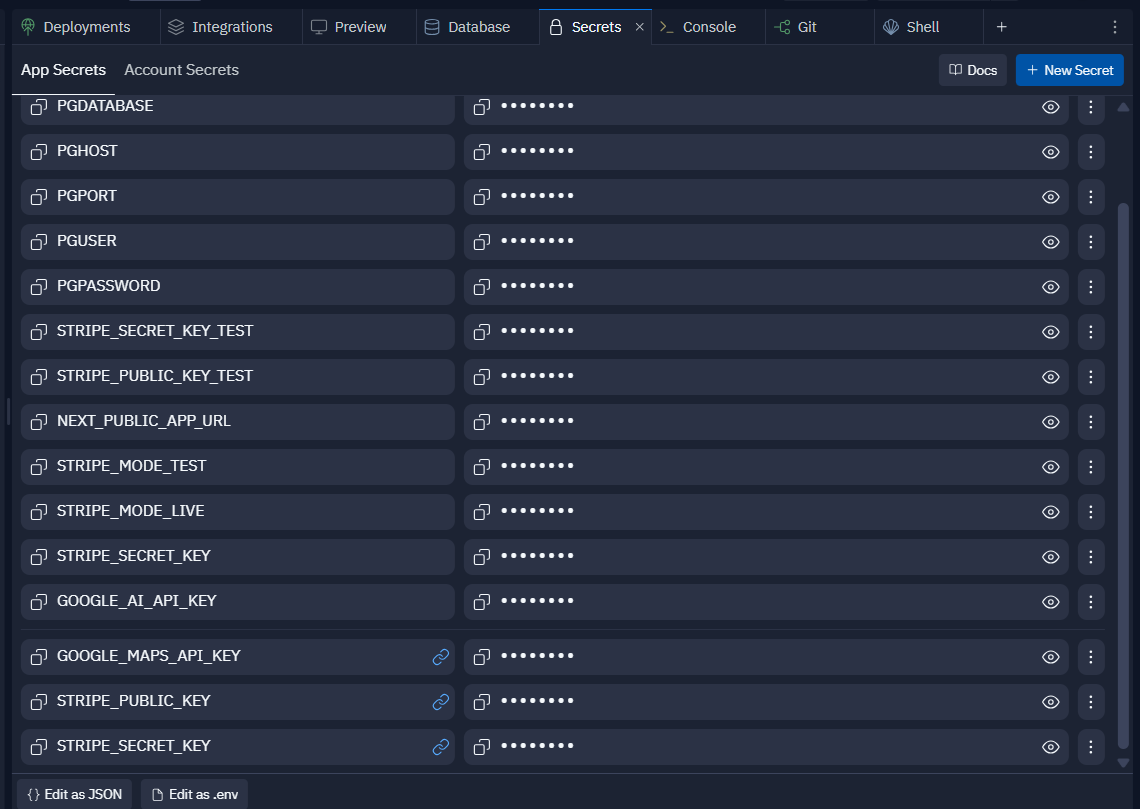 Deployments Integrations Preview Database Secrets × Console Git Shell +
App Secrets Account Secrets Docs + New Secret
PGDATABASE ••••••••
PGHOST ••••••••
PGPORT ••••••••
PGUSER ••••••••
PGPASSWORD ••••••••
STRIPE_SECRET_KEY_TEST ••••••••
STRIPE_PUBLIC_KEY_TEST ••••••••
NEXT_PUBLIC_APP_URL ••••••••
STRIPE_MODE_TEST ••••••••
STRIPE_MODE_LIVE ••••••••
STRIPE_SECRET_KEY ••••••••
GOOGLE_AI_API_KEY ••••••••
GOOGLE_MAPS_API_KEY ••••••••
STRIPE_PUBLIC_KEY ••••••••
STRIPE_SECRET_KEY ••••••••
{} Edit as JSON Edit as .env